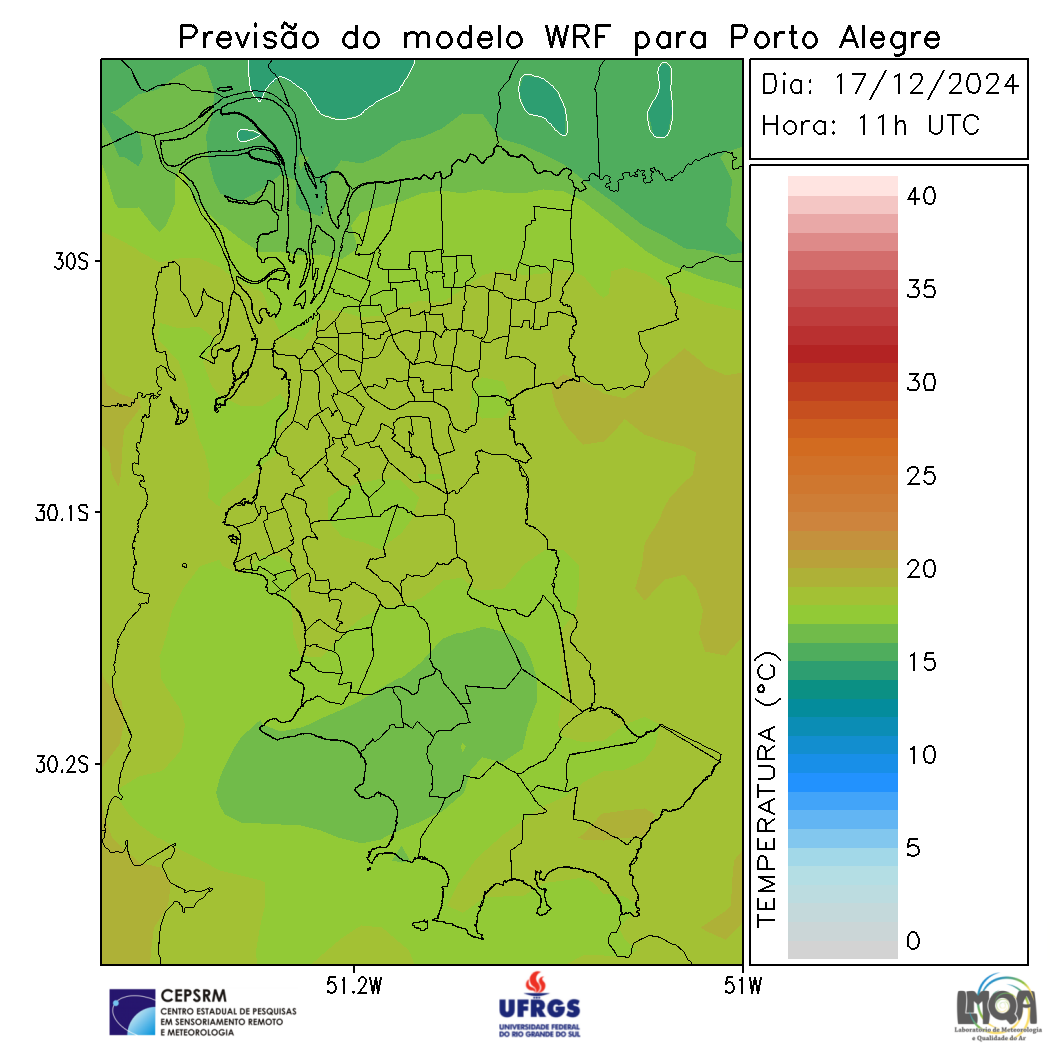 Previsão do modelo WRF para Porto Alegre
Dia: 17/12/2024
Hora: 11h UTC
40
35
30
25
20
15
10
5
0
TEMPERATURA (°C)
30S
30.1S
30.2S
51.2W
51W
CEPSRM
CENTRO ESTADUAL DE PESQUISAS
EM SENSORIAMENTO REMOTO
E METEOROLOGIA
UFRGS
UNIVERSIDADE FEDERAL
DO RIO GRANDE DO SUL
LMQA
Laboratório de Meteorologia
e Qualidade do Ar